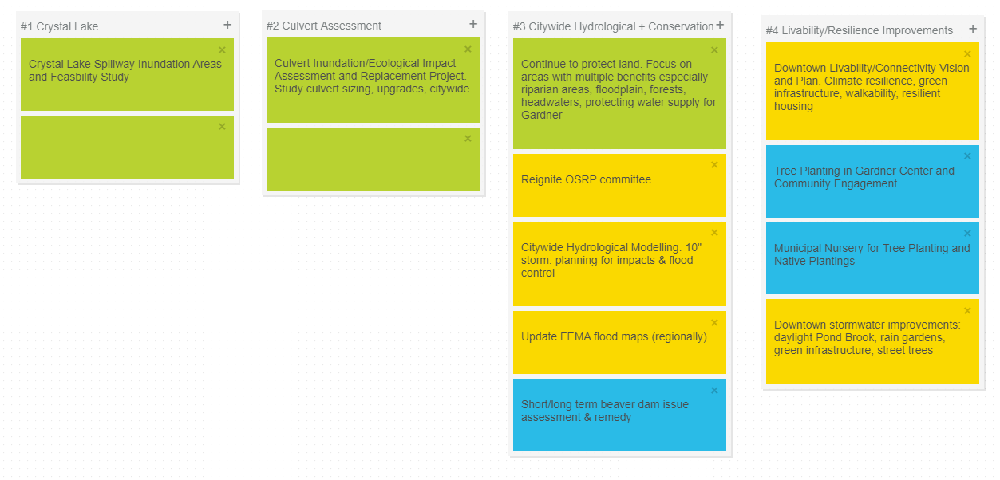 #1 Crystal Lake
+
×
Crystal Lake Spillway Inundation Areas
and Feasbility Study
×
#2 Culvert Assessment
+
×
Culvert Inundation/Ecological Impact
Assessment and Replacement Project.
Study culvert sizing, upgrades, citywide
×
#3 Citywide Hydrological + Conservation
+
×
Continue to protect land. Focus on
areas with multiple benefits especially
riparian areas, floodplain, forests,
headwaters, protecting water supply for
Gardner
×
Reignite OSRP committee
×
Citywide Hydrological Modelling. 10"
storm: planning for impacts & flood
control
×
Update FEMA flood maps (regionally)
×
Short/long term beaver dam issue
assessment & remedy
#4 Livability/Resilience Improvements
+
×
Downtown Livability/Connectivity Vision
and Plan. Climate resilience, green
infrastructure, walkability, resilient
housing
×
Tree Planting in Gardner Center and
Community Engagement
×
Municipal Nursery for Tree Planting and
Native Plantings
×
Downtown stormwater improvements:
daylight Pond Brook, rain gardens,
green infrastructure, street trees